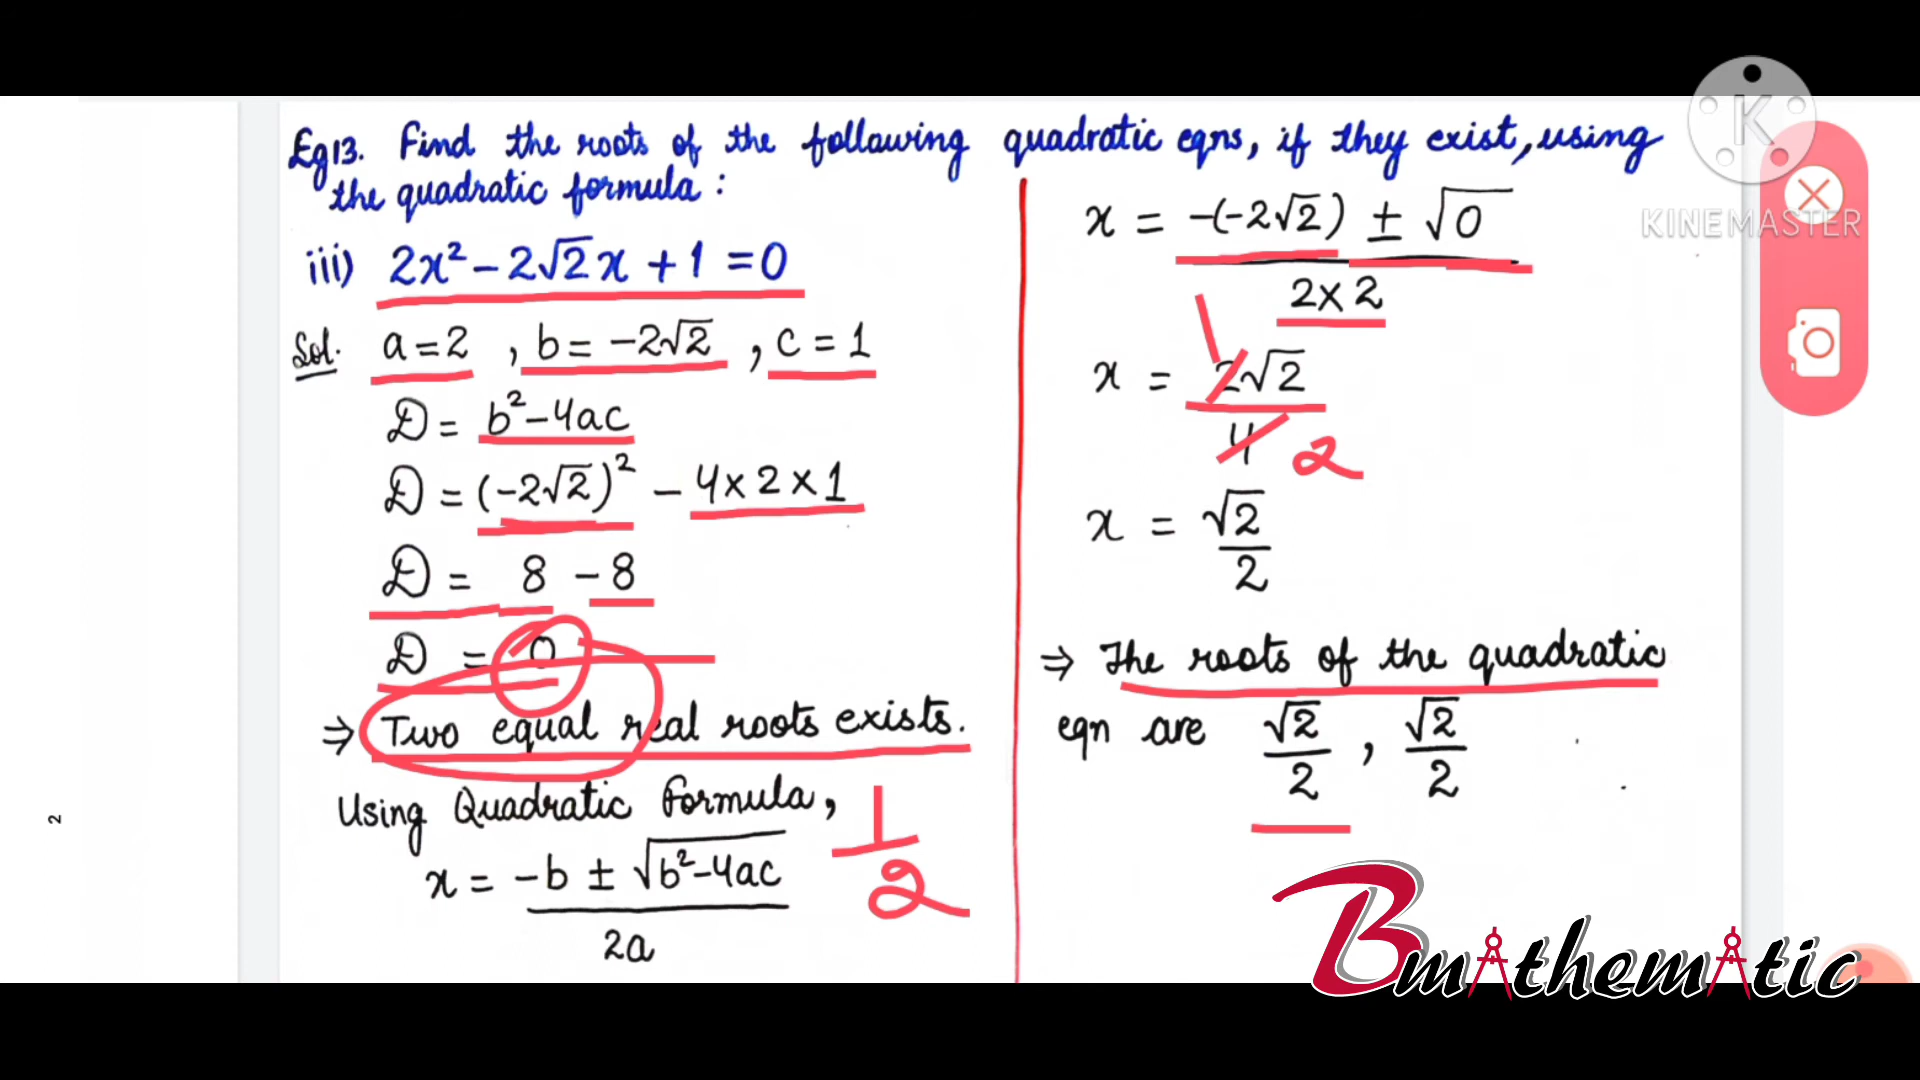 Eg13. Find the roots of the following quadratic eqns, if they exist, using
the quadratic formula :
iii) 2x² - 2√2x + 1 = 0
Sol. a = 2 , b = -2√2 , c = 1
D = b² - 4ac
D = (-2√2)² - 4 x 2 x 1
D = 8 - 8
D = 0
⇒ Two equal real roots exists.
Using Quadratic Formula,
x = -b ± √b²-4ac
2a
1
2
x = -(-2√2) ± √0
2 x 2
1
x = 2√2
4 2
x = √2
2
⇒ The roots of the quadratic
eqn are √2/2 , √2/2
2
K
KINEMASTER
Bmathematic